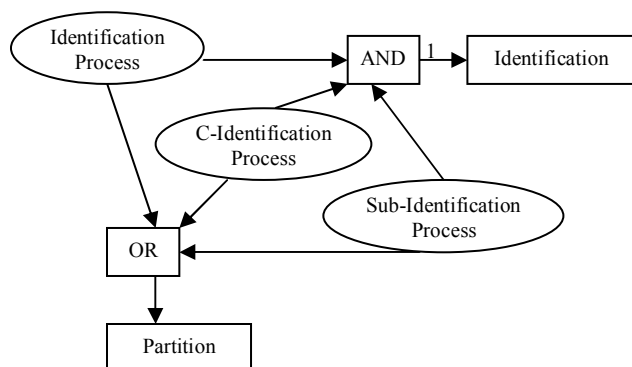 Identification
Process
AND
1
Identification
C-Identification
Process
Sub-Identification
Process
OR
Partition